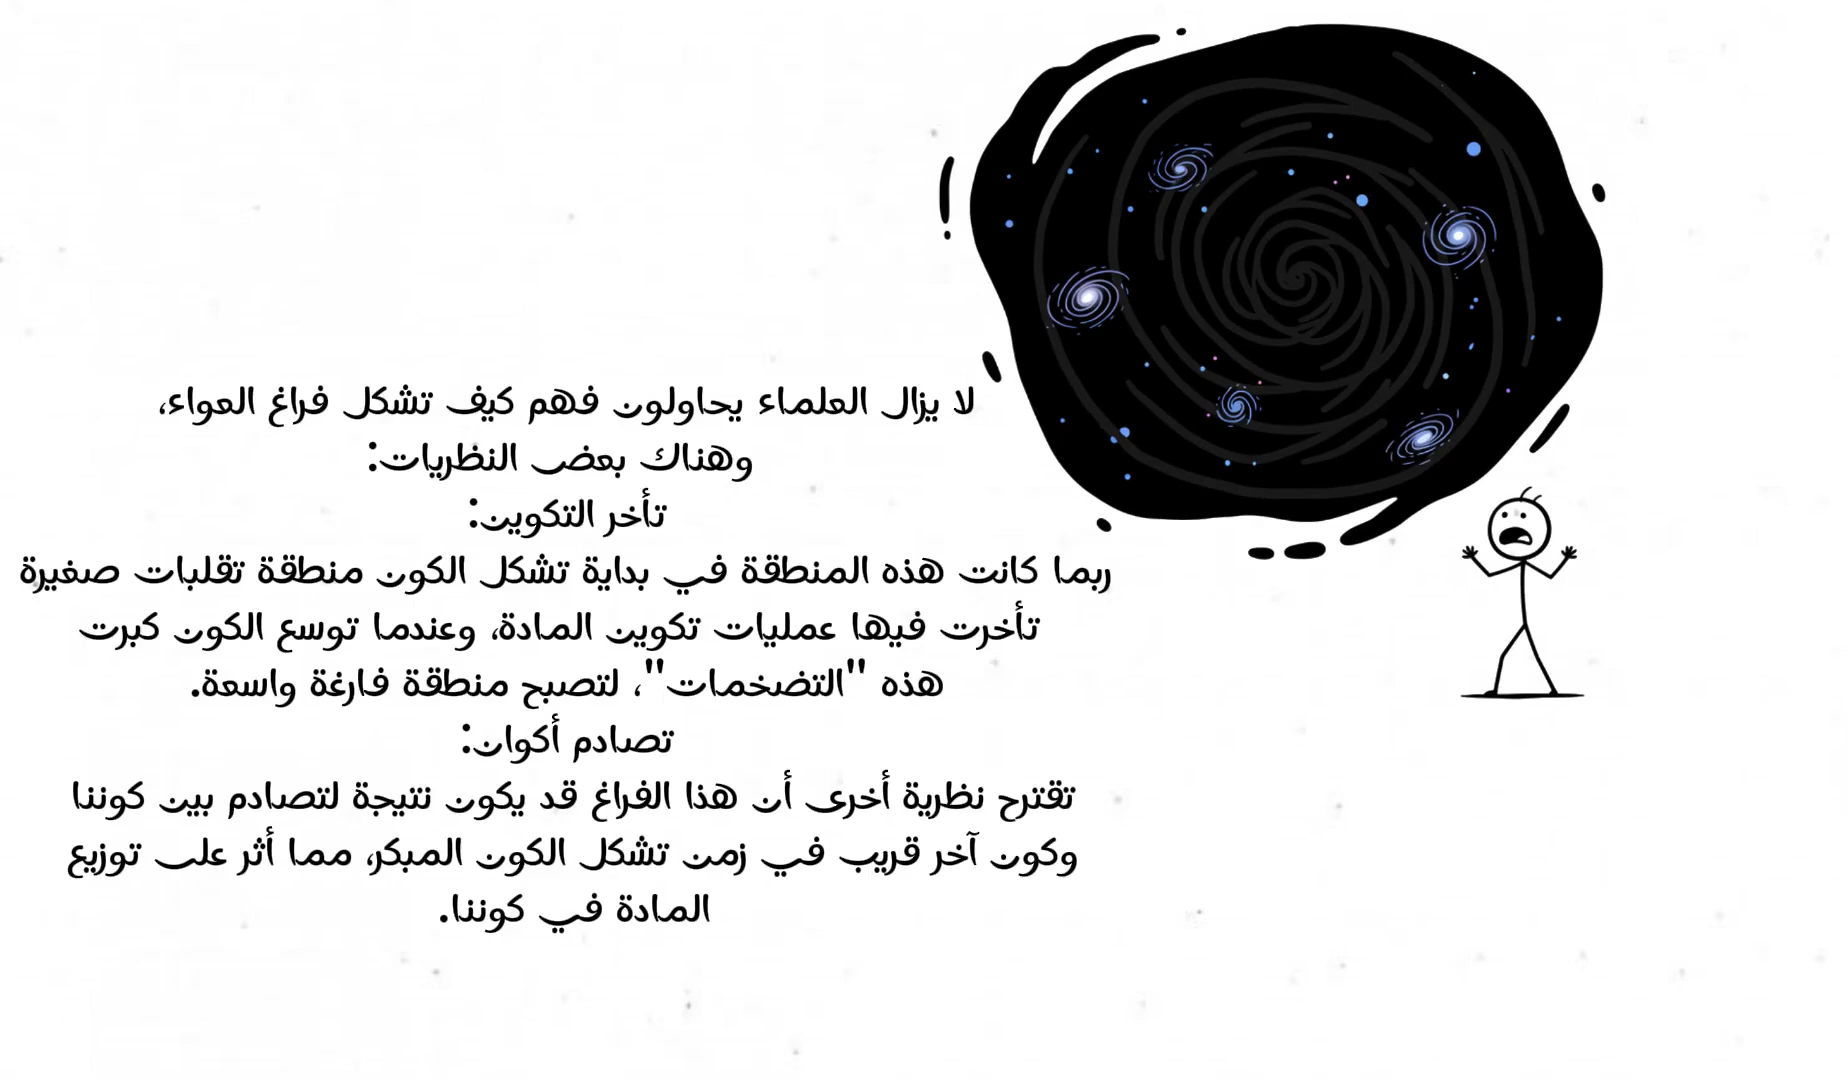 لا يزال العلماء يحاولون فهم كيف تشكل فراغ العواء،
وهناك بعض النظريات:
تأخر التكوين:
ربما كانت هذه المنطقة في بداية تشكل الكون منطقة تقلبات صغيرة
تأخرت فيها عمليات تكوين المادة، وعندما توسع الكون كبرت
هذه "التضخمات"، لتصبح منطقة فارغة واسعة.
تصادم أكوان:
تقترح نظرية أخرى أن هذا الفراغ قد يكون نتيجة لتصادم بين كوننا
وكون آخر قريب في زمن تشكل الكون المبكر، مما أثر على توزيع
المادة في كوننا.